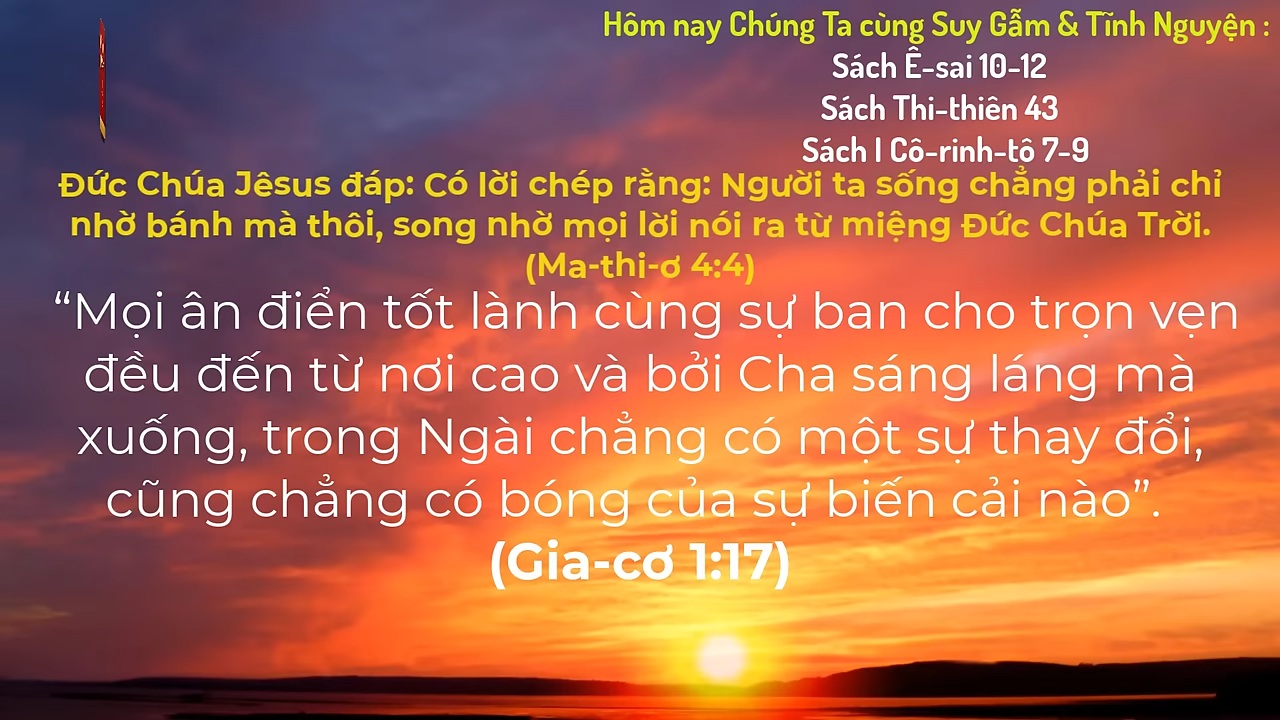 Hôm nay Chúng Ta cùng Suy Gẫm & Tĩnh Nguyện :
Sách Ê-sai 10-12
Sách Thi-thiên 43
Sách I Cô-rinh-tô 7-9
Đức Chúa Jêsus đáp: Có lời chép rằng: Người ta sống chẳng phải chỉ
nhờ bánh mà thôi, song nhờ mọi lời nói ra từ miệng Đức Chúa Trời.
(Ma-thi-ơ 4:4)
“Mọi ân điển tốt lành cùng sự ban cho trọn vẹn
đều đến từ nơi cao và bởi Cha sáng láng mà
xuống, trong Ngài chẳng có một sự thay đổi,
cũng chẳng có bóng của sự biến cải nào”.
(Gia-cơ 1:17)